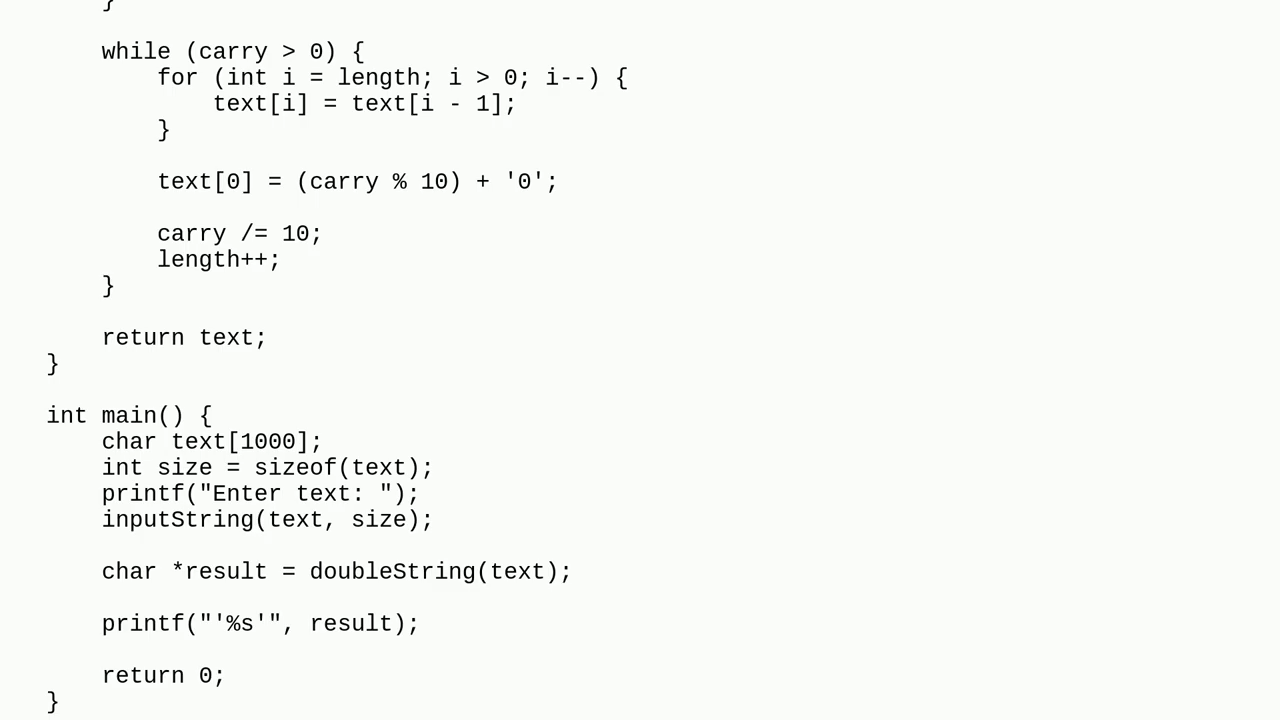 }
while (carry > 0) {
for (int i = length; i > 0; i--) {
text[i] = text[i - 1];
}
text[0] = (carry % 10) + '0';
carry /= 10;
length++;
}
return text;
}
int main() {
char text[1000];
int size = sizeof(text);
printf("Enter text: ");
inputString(text, size);
char *result = doubleString(text);
printf("'%s'", result);
return 0;
}